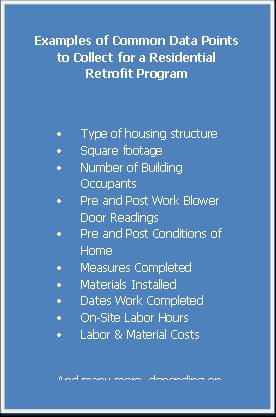 Examples of Common Data Points
to Collect for a Residential
Retrofit Program
• Type of housing structure
• Square footage
• Number of Building
Occupants
• Pre and Post Work Blower
Door Readings
• Pre and Post Conditions of
Home
• Measures Completed
• Materials Installed
• Dates Work Completed
• On-Site Labor Hours
• Labor & Material Costs
And many more, depending on